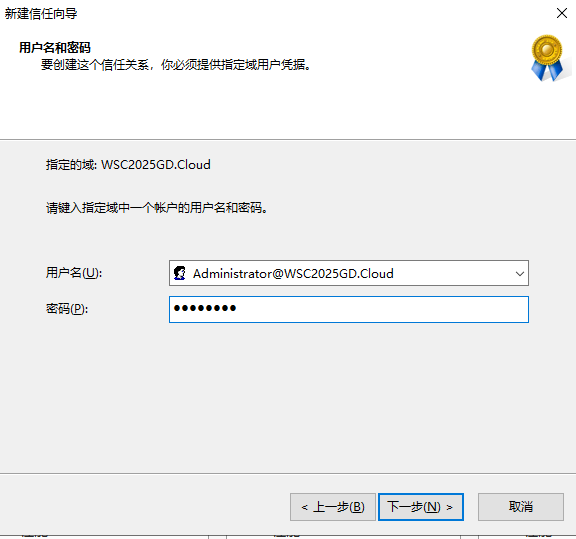 新建信任向导
用户名和密码
要创建这个信任关系，你必须提供指定域用户凭据。
指定的域: WSC2025GD.Cloud
请键入指定域中一个帐户的用户名和密码。
用户名(U): Administrator@WSC2025GD.Cloud
密码(P): ●●●●●●●●
< 上一步(B) 下一步(N) > 取消